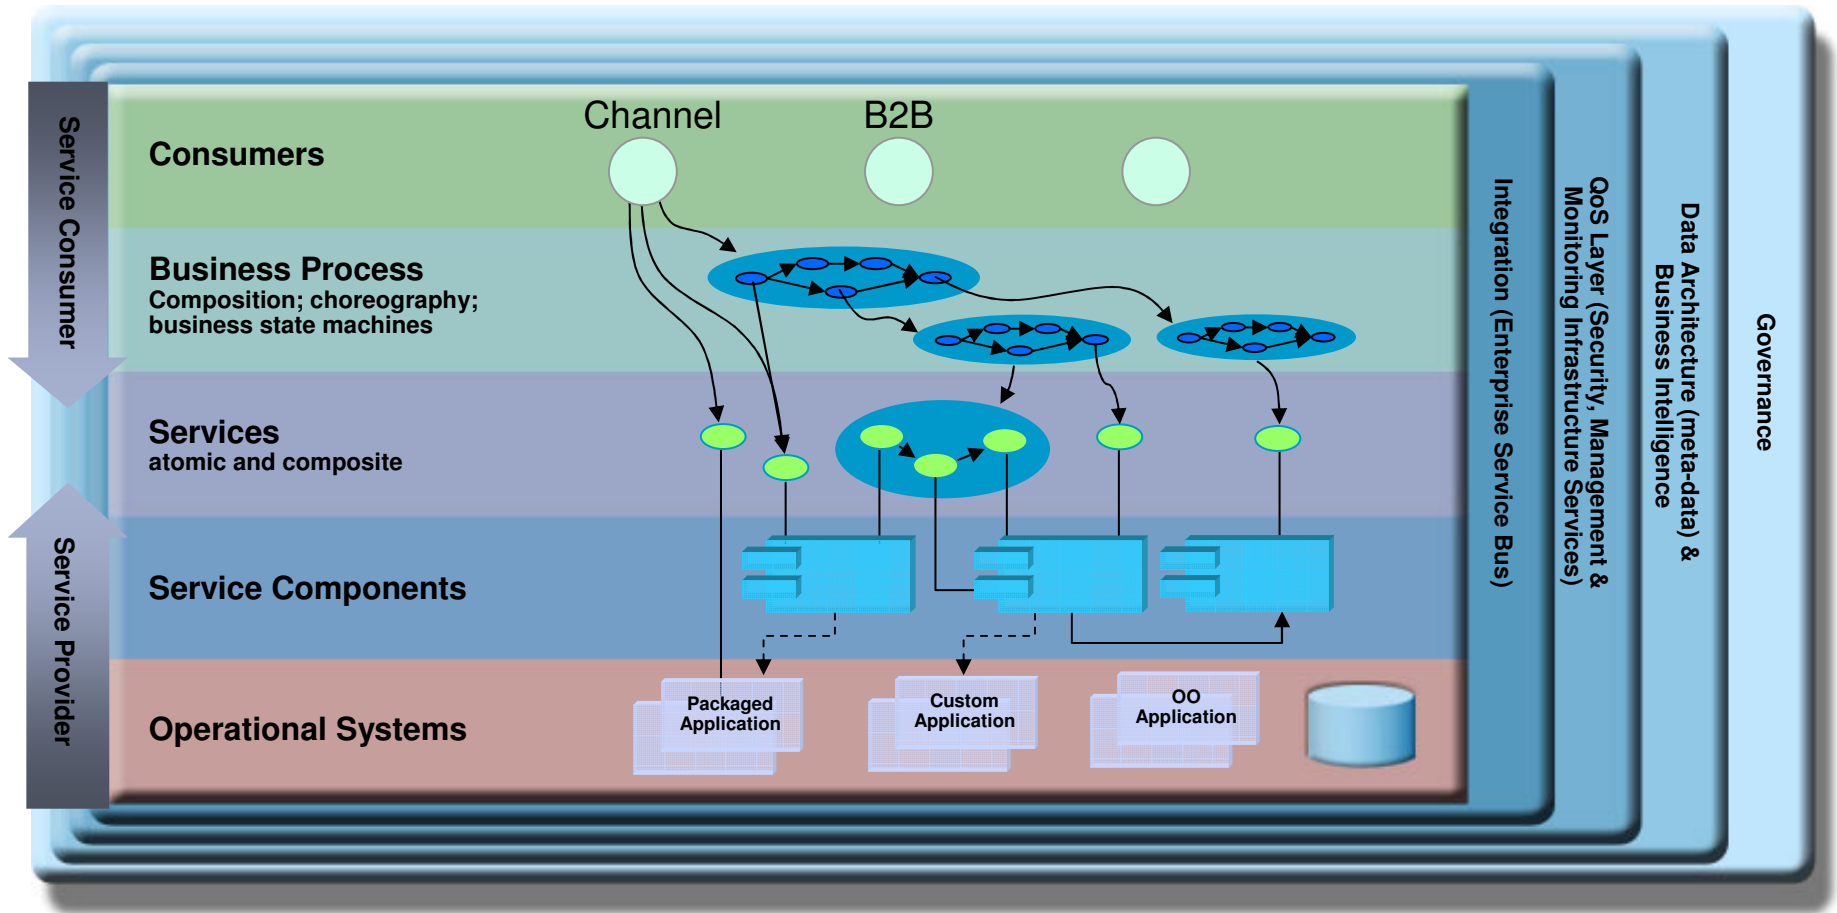 Channel
B2B
Consumers
Business Process
Composition; choreography;
business state machines
Services
atomic and composite
Service Components
Operational Systems
Packaged
Application
Custom
Application
OO
Application
Service Consumer
Service Provider
Integration (Enterprise Service Bus)
QoS Layer (Security, Management &
Monitoring Infrastructure Services)
Data Architecture (meta-data) &
Business Intelligence
Governance